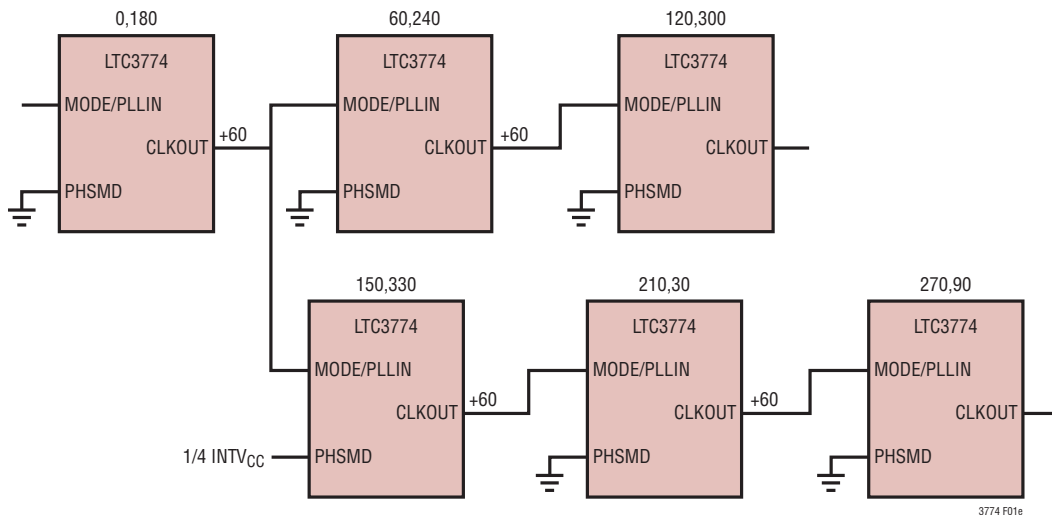 0,180
60,240
120,300
LTC3774
LTC3774
LTC3774
MODE/PLLIN
MODE/PLLIN
MODE/PLLIN
CLKOUT
+60
CLKOUT
+60
CLKOUT
PHSMD
PHSMD
PHSMD
150,330
210,30
270,90
LTC3774
LTC3774
LTC3774
MODE/PLLIN
MODE/PLLIN
MODE/PLLIN
CLKOUT
+60
CLKOUT
+60
CLKOUT
1/4 INTVCC
PHSMD
PHSMD
PHSMD
3774 F01e